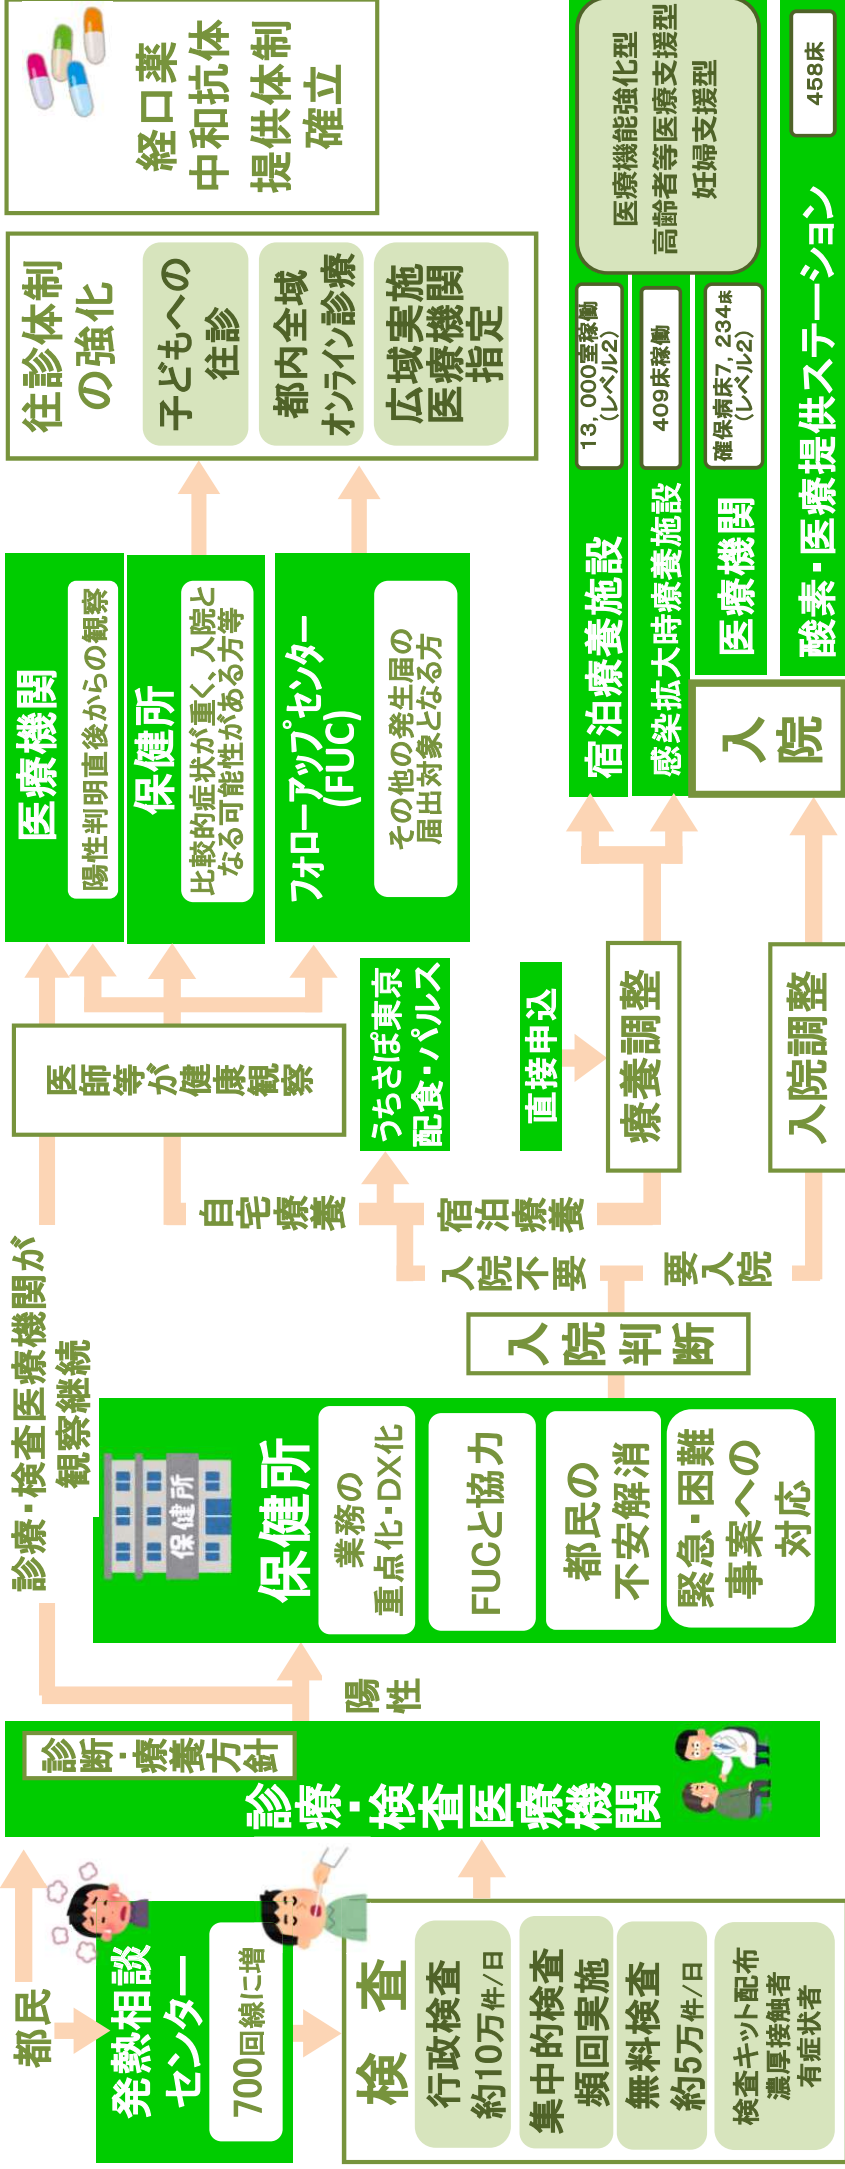 都民
発熱相談
センター
700回線に増
検査
行政検査
約10万件/日
集中的検査
頻回実施
無料検査
約5万件/日
検査キット配布
濃厚接触者
有症状者
診断・療養方針
診療・検査医療機関
陽性
診療・検査医療機関が
観察継続
保健所
保健所
業務の
重点化・DX化
FUCと協力
都民の
不安解消
緊急・困難
事案への
対応
入院判断
入院不要
要入院
自宅療養
宿泊療養
医師等が健康観察
うちさぽ東京
配食・パルス
直接申込
療養調整
入院調整
医療機関
陽性判明直後からの観察
保健所
比較的症状が重く、入院と
なる可能性がある方等
フォローアップセンター
(FUC)
その他の発生届の
届出対象となる方
往診体制
の強化
子どもへの
往診
都内全域
オンライン診療
広域実施
医療機関
指定
経口薬
中和抗体
提供体制
確立
宿泊療養施設
13,000室稼働
(レベル2)
感染拡大時療養施設
409床稼働
入院
医療機関
確保病床7,234床
(レベル2)
医療機能強化型
高齢者等医療支援型
妊婦支援型
酸素・医療提供ステーション
458床